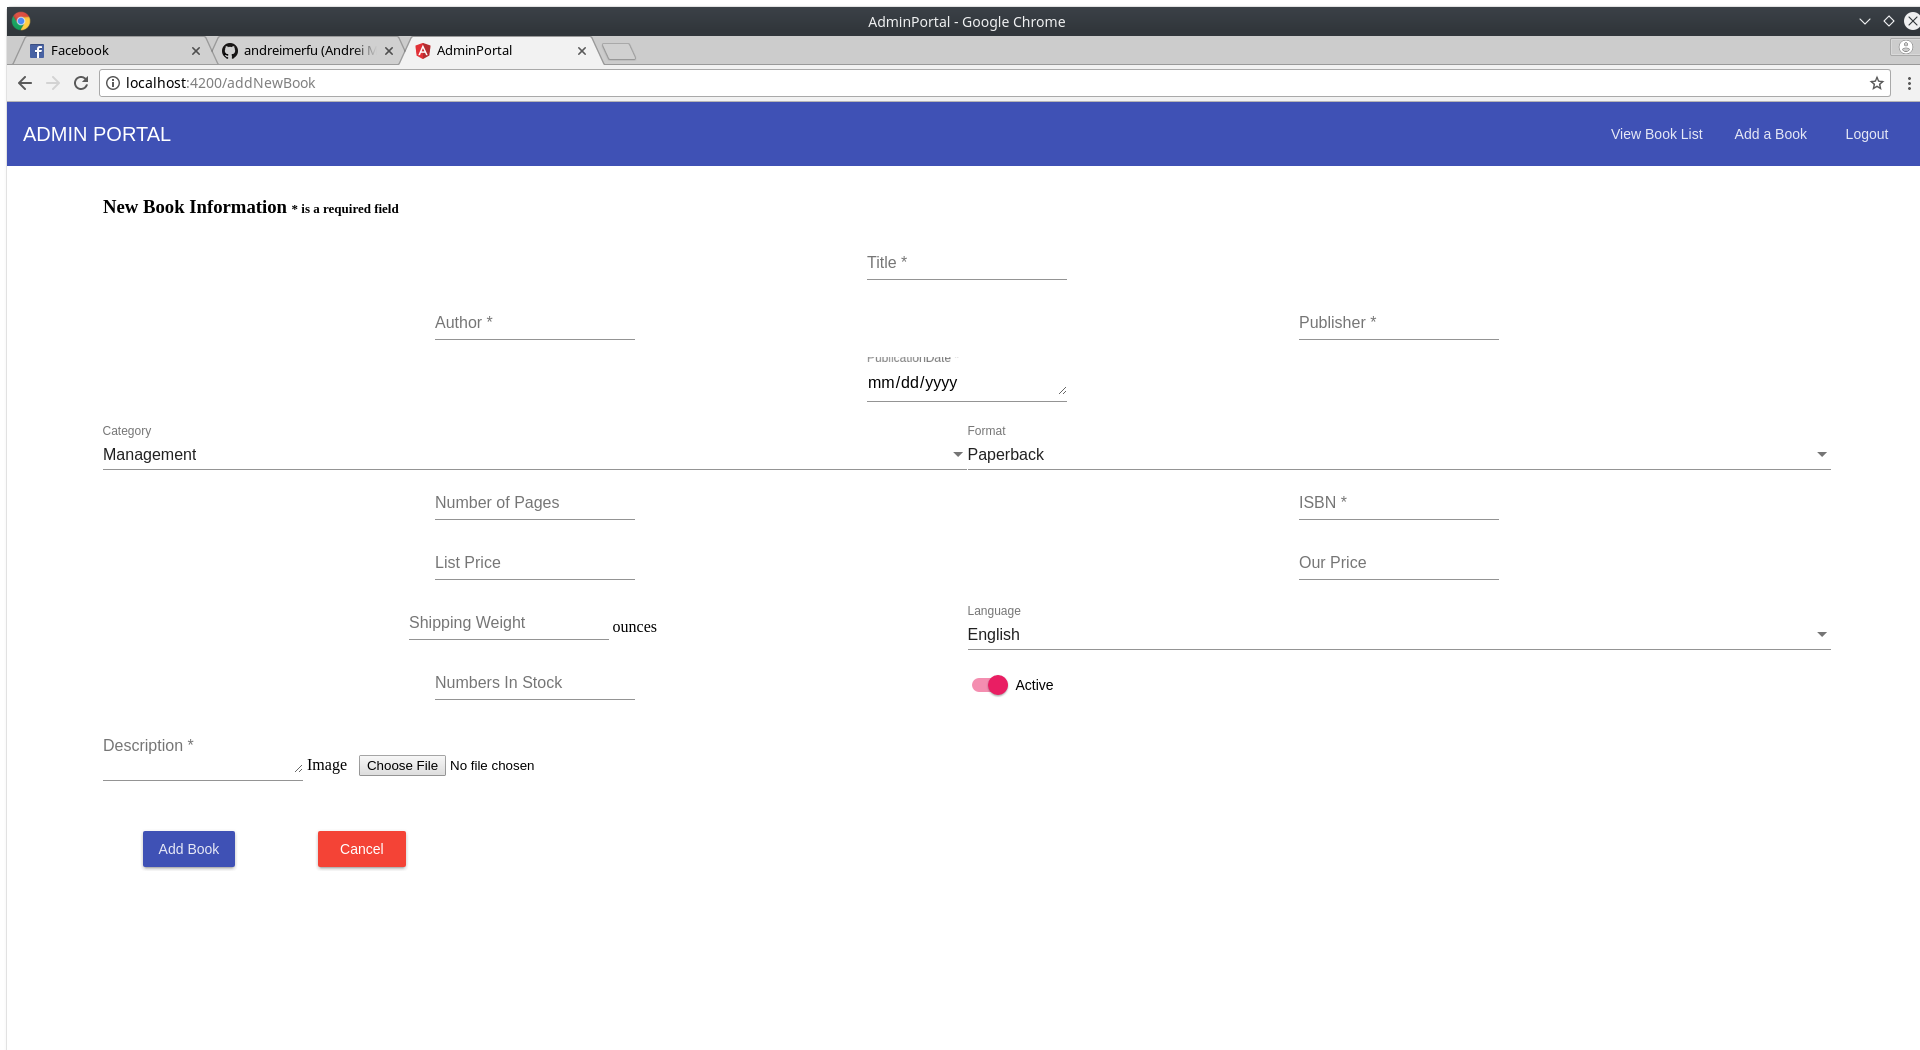 AdminPortal - Google Chrome
Facebook
andreimerfu (Andrei M
AdminPortal
localhost:4200/addNewBook
ADMIN PORTAL
View Book List
Add a Book
Logout
New Book Information * is a required field
Title *
Author *
Publisher *
PublicationDate *
mm/dd/yyyy
Category
Format
Management
Paperback
Number of Pages
ISBN *
List Price
Our Price
Shipping Weight
ounces
Language
English
Numbers In Stock
Active
Description *
Image
Choose File
No file chosen
Add Book
Cancel